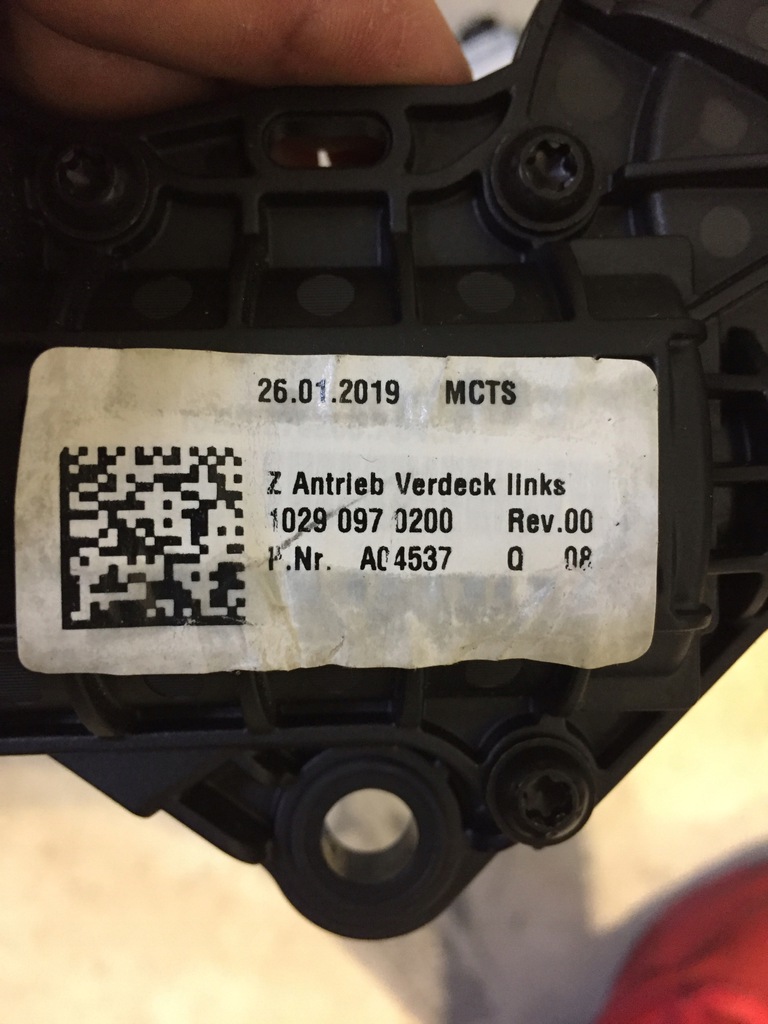 26.01.2019 MCTS
Z Antrieb Verdeck links
1029 097 0200 Rev.00
P.Nr. A04537 Q 08